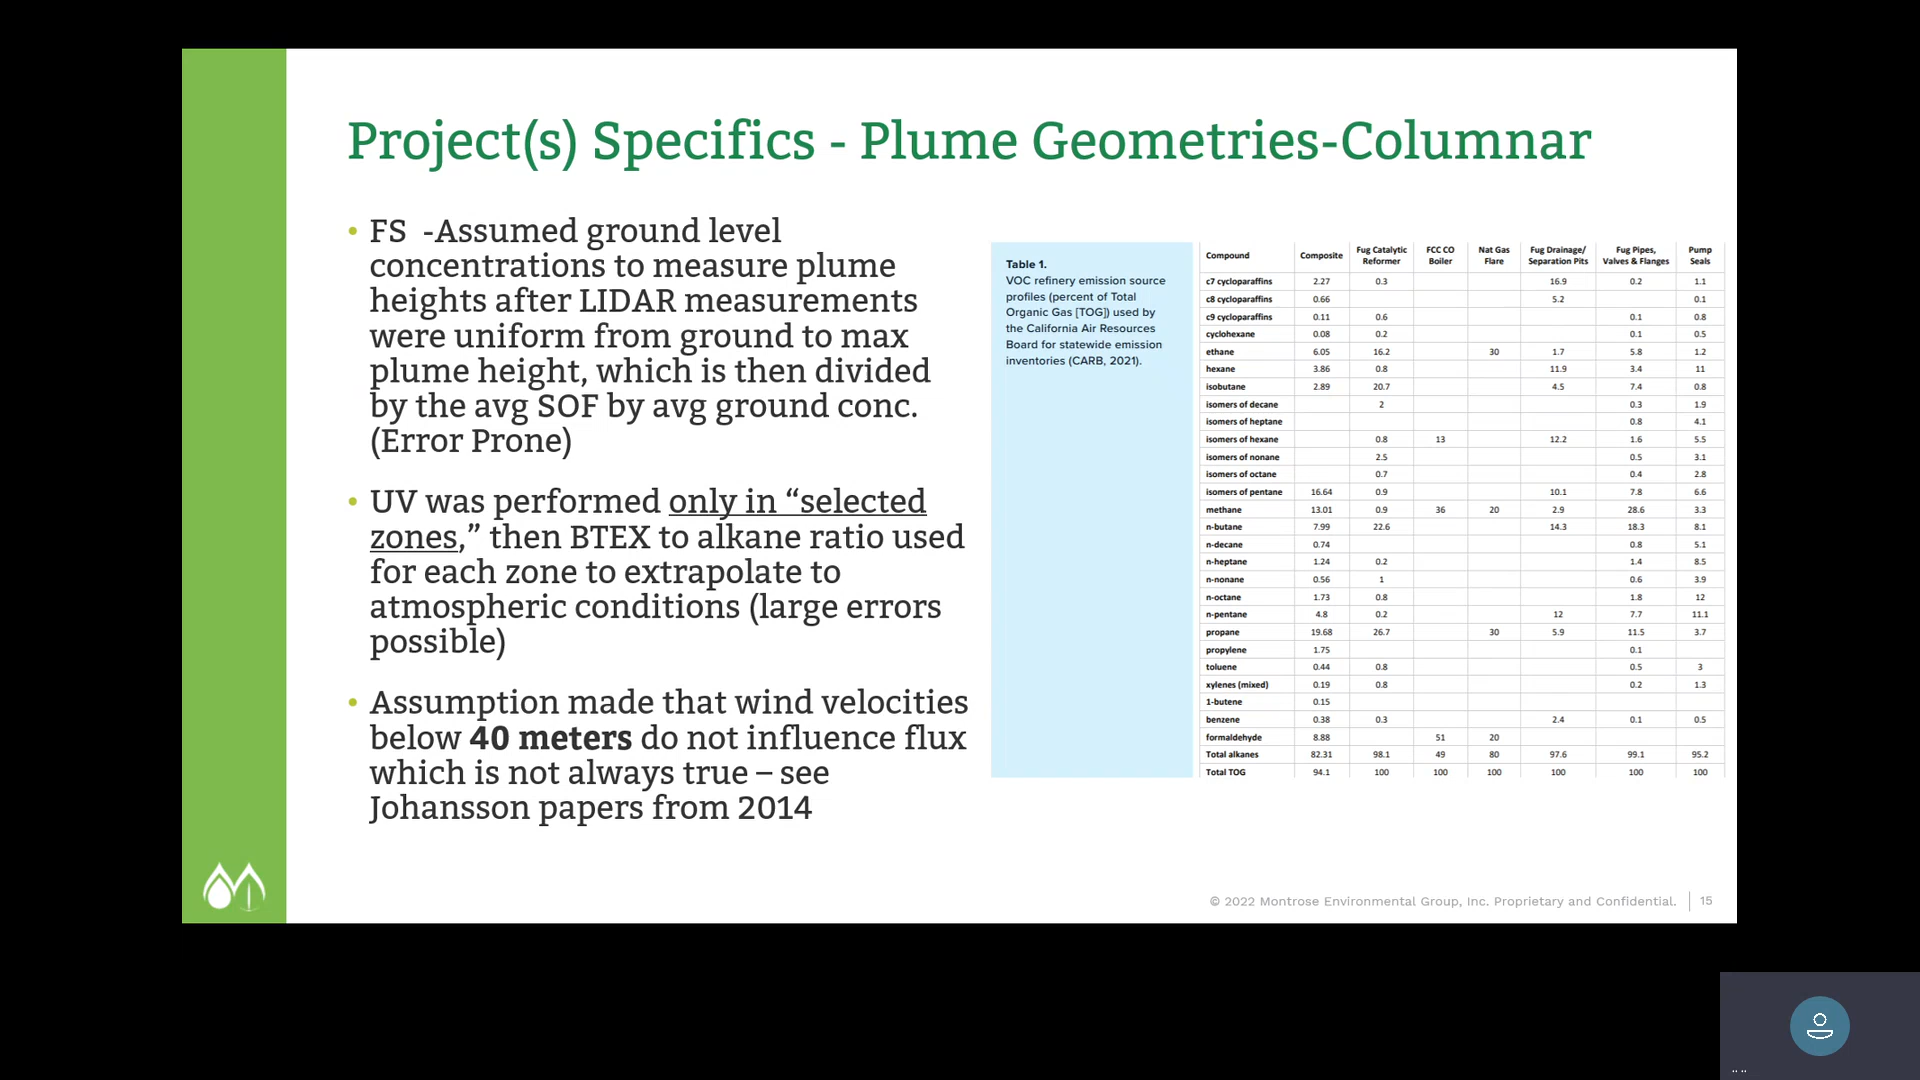 Project(s) Specifics - Plume Geometries-Columnar
• FS  -Assumed ground level
concentrations to measure plume
heights after LIDAR measurements
were uniform from ground to max
plume height, which is then divided
by the avg SOF by avg ground conc.
(Error Prone)
• UV was performed only in “selected
zones,” then BTEX to alkane ratio used
for each zone to extrapolate to
atmospheric conditions (large errors
possible)
• Assumption made that wind velocities
below 40 meters do not influence flux
which is not always true – see
Johansson papers from 2014
Table 1.
VOC refinery emission source
profiles (percent of Total
Organic Gas [TOG]) used by
the California Air Resources
Board for statewide emission
inventories (CARB, 2021).
Compound Composite Fug Catalytic Reformer FCC CO Boiler Nat Gas Flare Fug Drainage/ Separation Pits Fug Pipes, Valves & Flanges Pump Seals
c7 cycloparaffins 2.27 0.3 16.9 0.2 1.1
c8 cycloparaffins 0.66 5.2 0.1
c9 cycloparaffins 0.11 0.6 0.1 0.8
cyclohexane 0.08 0.2 0.1 0.5
ethane 6.05 16.2 30 1.7 5.8 1.2
hexane 3.86 0.8 11.9 3.4 11
isobutane 2.89 20.7 4.5 7.4 0.8
isomers of decane 2 0.3 1.9
isomers of heptane 0.8 4.1
isomers of hexane 0.8 13 12.2 1.6 5.5
isomers of nonane 2.5 0.5 3.1
isomers of octane 0.7 0.4 2.8
isomers of pentane 16.64 0.9 10.1 7.8 6.6
methane 13.01 0.9 36 20 2.9 28.6 3.3
n-butane 7.99 22.6 14.3 18.3 8.1
n-decane 0.74 0.8 5.1
n-heptane 1.24 0.2 1.4 8.5
n-nonane 0.56 1 0.6 3.9
n-octane 1.73 0.8 1.8 12
n-pentane 4.8 0.2 12 7.7 11.1
propane 19.68 26.7 30 5.9 11.5 3.7
propylene 1.75 0.1
toluene 0.44 0.8 0.5 3
xylenes (mixed) 0.19 0.8 0.2 1.3
1-butene 0.15
benzene 0.38 0.3 2.4 0.1 0.5
formaldehyde 8.88 51 20
Total alkanes 82.31 98.1 49 80 97.6 99.1 95.2
Total TOG 94.1 100 100 100 100 100 100
© 2022 Montrose Environmental Group, Inc. Proprietary and Confidential. 15